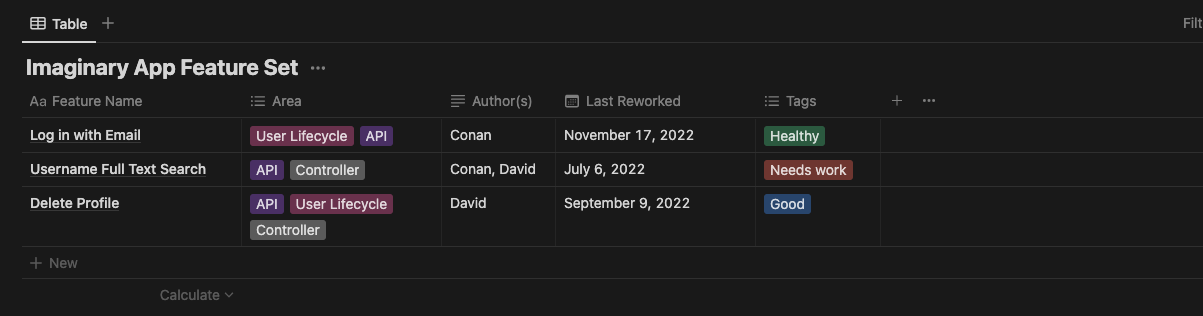 Table
Filt
Imaginary App Feature Set
Aa Feature Name Area Author(s) Last Reworked Tags
Log in with Email User Lifecycle API Conan November 17, 2022 Healthy
Username Full Text Search API Controller Conan, David July 6, 2022 Needs work
Delete Profile API User Lifecycle David September 9, 2022 Good
Controller
New
Calculate